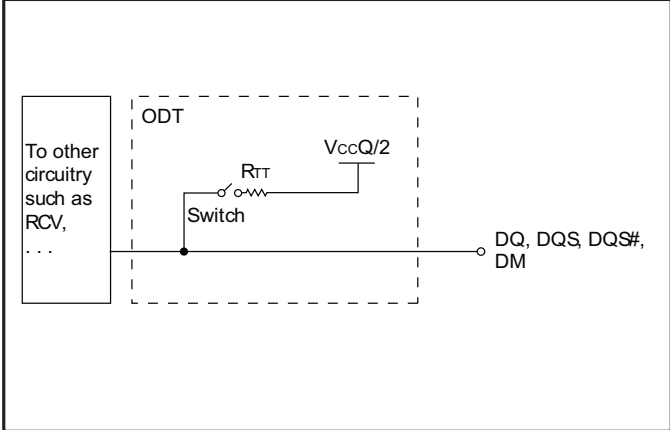 ODT
To other
circuitry
such as
RCV,
. . .
VCCQ/2
RTT
Switch
DQ, DQS, DQS#,
DM